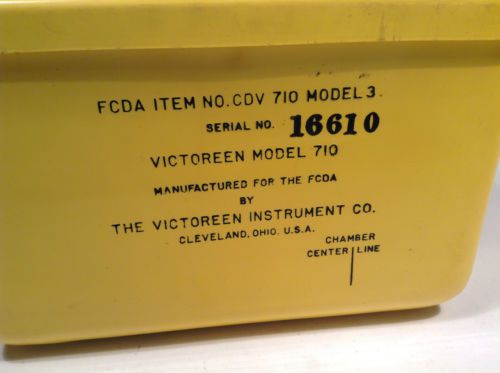 FCDA ITEM NO. CDV 710 MODEL 3.
SERIAL NO. 16610
VICTOREEN MODEL 710
MANUFACTURED FOR THE FCDA
BY
THE VICTOREEN INSTRUMENT CO.
CLEVELAND, OHIO. U.S.A.
CHAMBER
CENTER LINE